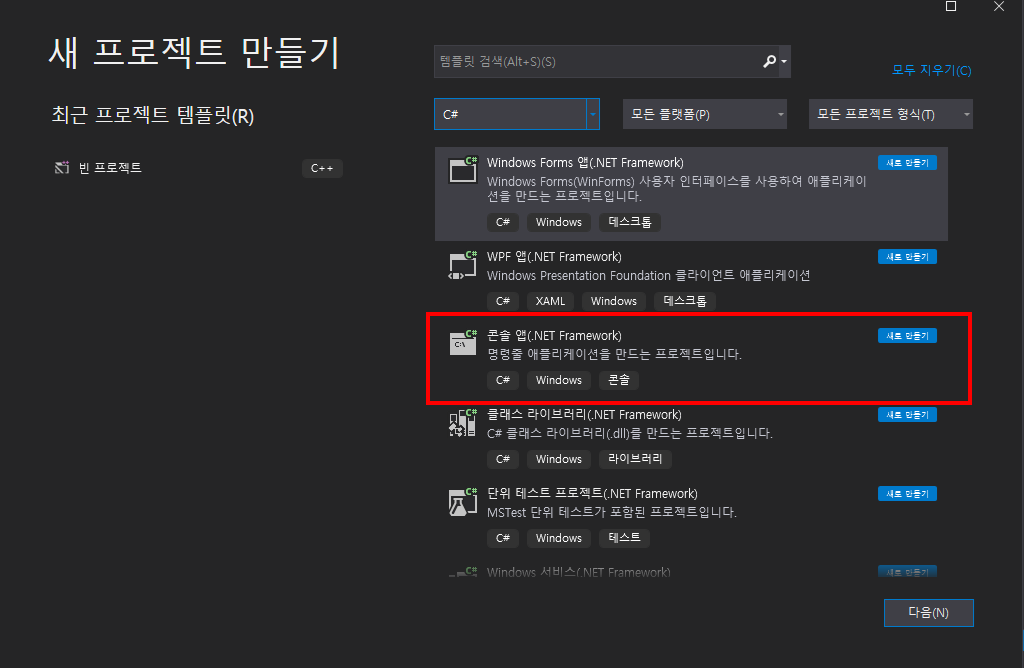 새 프로젝트 만들기
최근 프로젝트 템플릿(R)
빈 프로젝트 C++
템플릿 검색(Alt+S)(S)
모두 지우기(C)
C# 모든 플랫폼(P) 모든 프로젝트 형식(T)
C#
Windows Forms 앱(.NET Framework) 새로 만들기
Windows Forms(WinForms) 사용자 인터페이스를 사용하여 애플리케이
션을 만드는 프로젝트입니다.
C# Windows 데스크톱
C#
WPF 앱(.NET Framework) 새로 만들기
Windows Presentation Foundation 클라이언트 애플리케이션
C# XAML Windows 데스크톱
C#
C:\
콘솔 앱(.NET Framework) 새로 만들기
명령줄 애플리케이션을 만드는 프로젝트입니다.
C# Windows 콘솔
C#
클래스 라이브러리(.NET Framework) 새로 만들기
C# 클래스 라이브러리(.dll)를 만드는 프로젝트입니다.
C# Windows 라이브러리
C#
단위 테스트 프로젝트(.NET Framework) 새로 만들기
MSTest 단위 테스트가 포함된 프로젝트입니다.
C# Windows 테스트
C#
Windows 서비스(.NET Framework) 새로 만들기
다음(N)